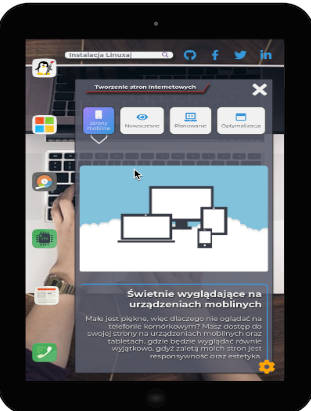 Instalacja Linuxa|
Tworzenie stron internetowych
Strony mobilne
Nowoczesne
Planowane
Optymalizacja
Świetnie wyglądające na
urządzeniach moblinych
Małe jest piękne, więc dlaczego nie oglądać na
telefonie komórkowym? Masz dostęp do
swojej strony na urządzeniach mobilnych oraz
tabletach, gdzie będzie wyglądać równie
wyjątkowo, gdyż zaletą moich stron jest
responsywność oraz estetyka.